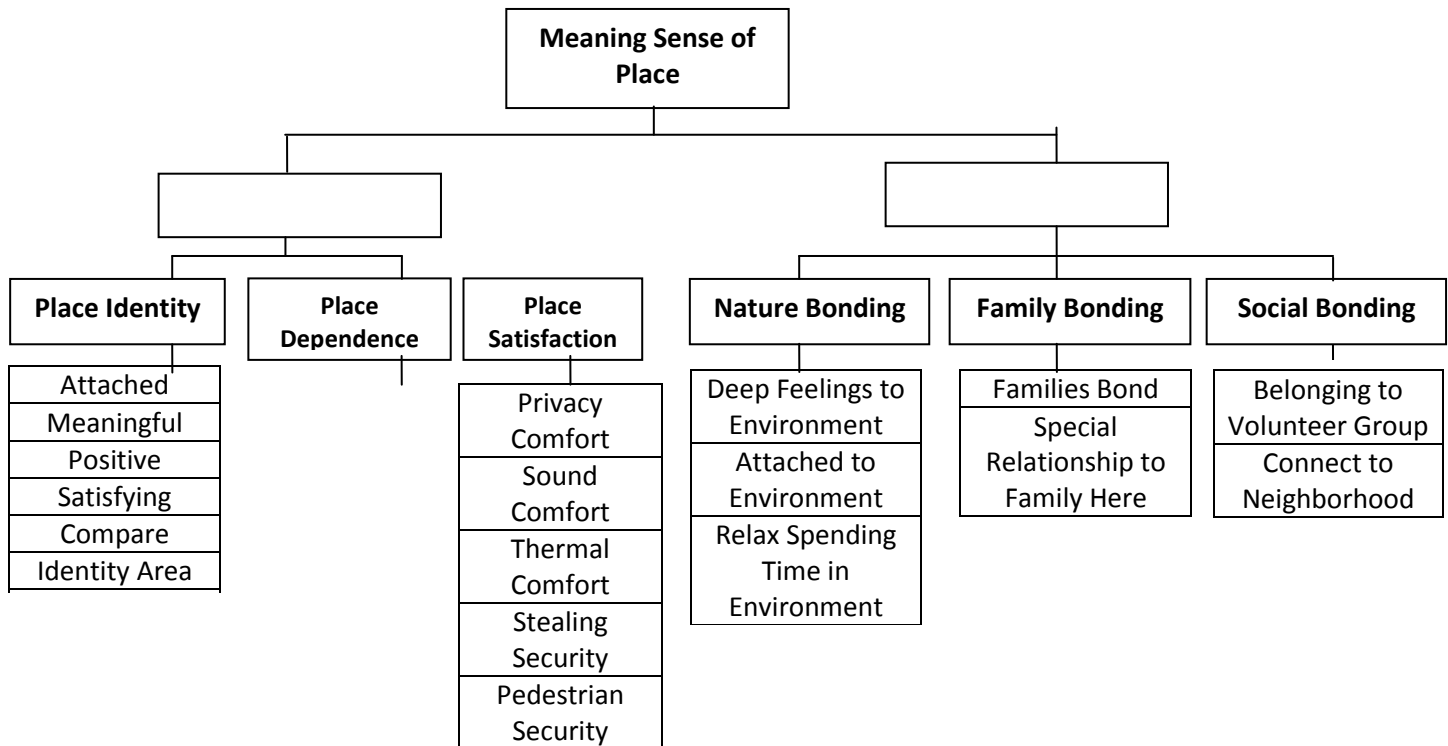 Meaning Sense of
Place
Place Identity
Attached
Meaningful
Positive
Satisfying
Compare
Identity Area
Place
Dependence
Place
Satisfaction
Privacy
Comfort
Sound
Comfort
Thermal
Comfort
Stealing
Security
Pedestrian
Security
Nature Bonding
Deep Feelings to
Environment
Attached to
Environment
Relax Spending
Time in
Environment
Family Bonding
Families Bond
Special
Relationship to
Family Here
Social Bonding
Belonging to
Volunteer Group
Connect to
Neighborhood